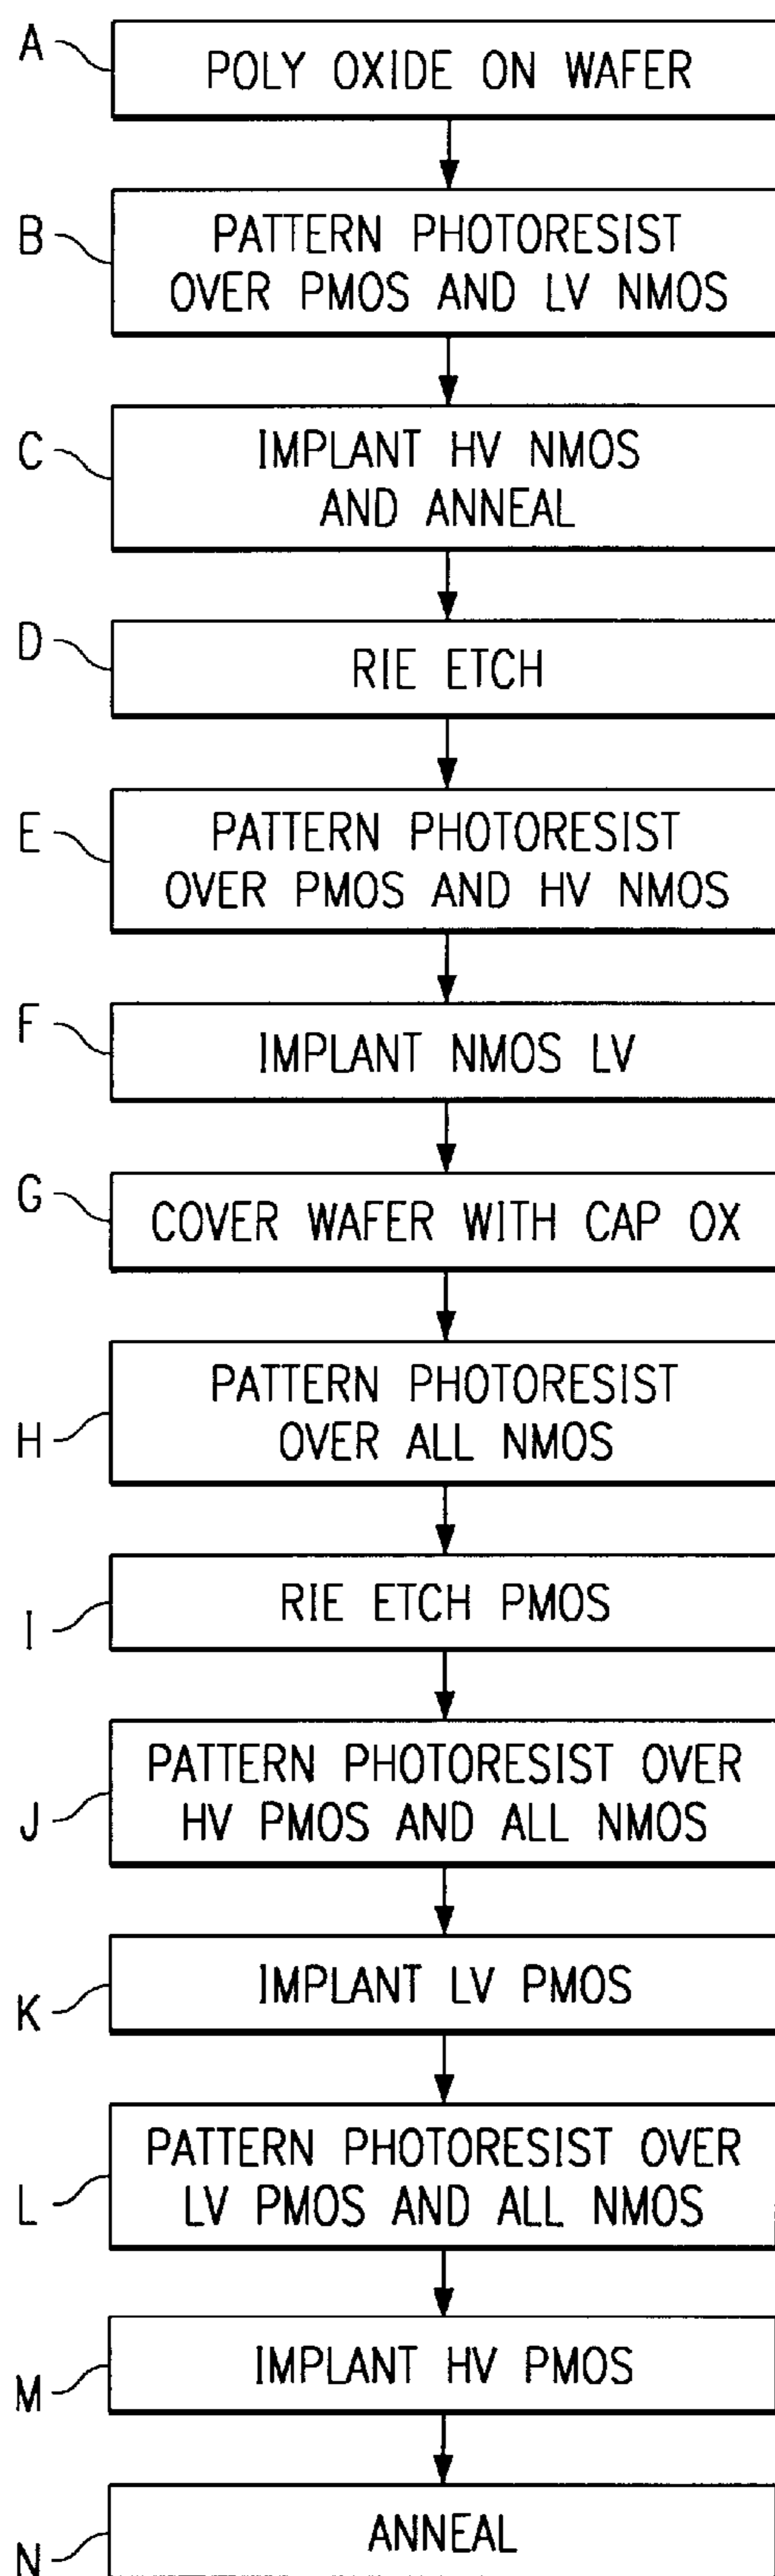 A
POLY OXIDE ON WAFER
B
PATTERN PHOTORESIST
OVER PMOS AND LV NMOS
C
IMPLANT HV NMOS
AND ANNEAL
D
RIE ETCH
E
PATTERN PHOTORESIST
OVER PMOS AND HV NMOS
F
IMPLANT NMOS LV
G
COVER WAFER WITH CAP OX
H
PATTERN PHOTORESIST
OVER ALL NMOS
I
RIE ETCH PMOS
J
PATTERN PHOTORESIST OVER
HV PMOS AND ALL NMOS
K
IMPLANT LV PMOS
L
PATTERN PHOTORESIST OVER
LV PMOS AND ALL NMOS
M
IMPLANT HV PMOS
N
ANNEAL